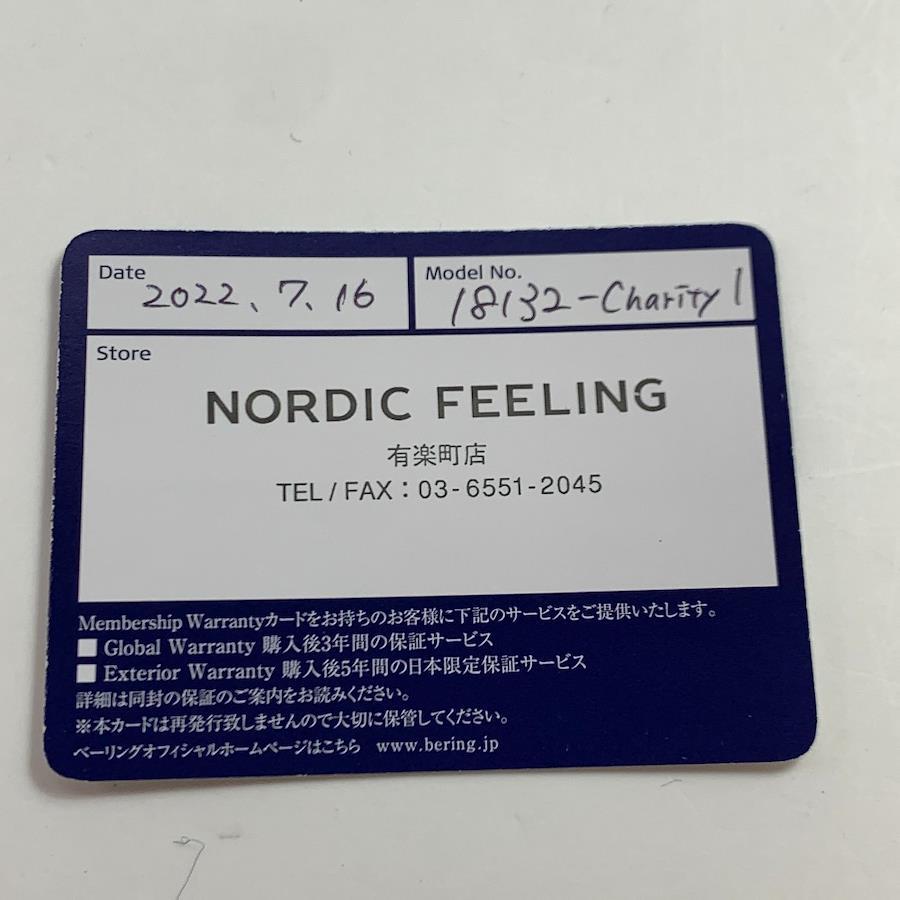 Date
2022、7、16
Model No.
18132-Charity 1
Store
NORDIC FEELING
有楽町店
TEL / FAX：03-6551-2045
Membership Warrantyカードをお持ちのお客様に下記のサービスをご提供いたします。
■ Global Warranty 購入後3年間の保証サービス
■ Exterior Warranty 購入後5年間の日本限定保証サービス
詳細は同封の保証のご案内をお読みください。
※本カードは再発行致しませんので大切に保管してください。
ベーリングオフィシャルホームページはこちら www.bering.jp